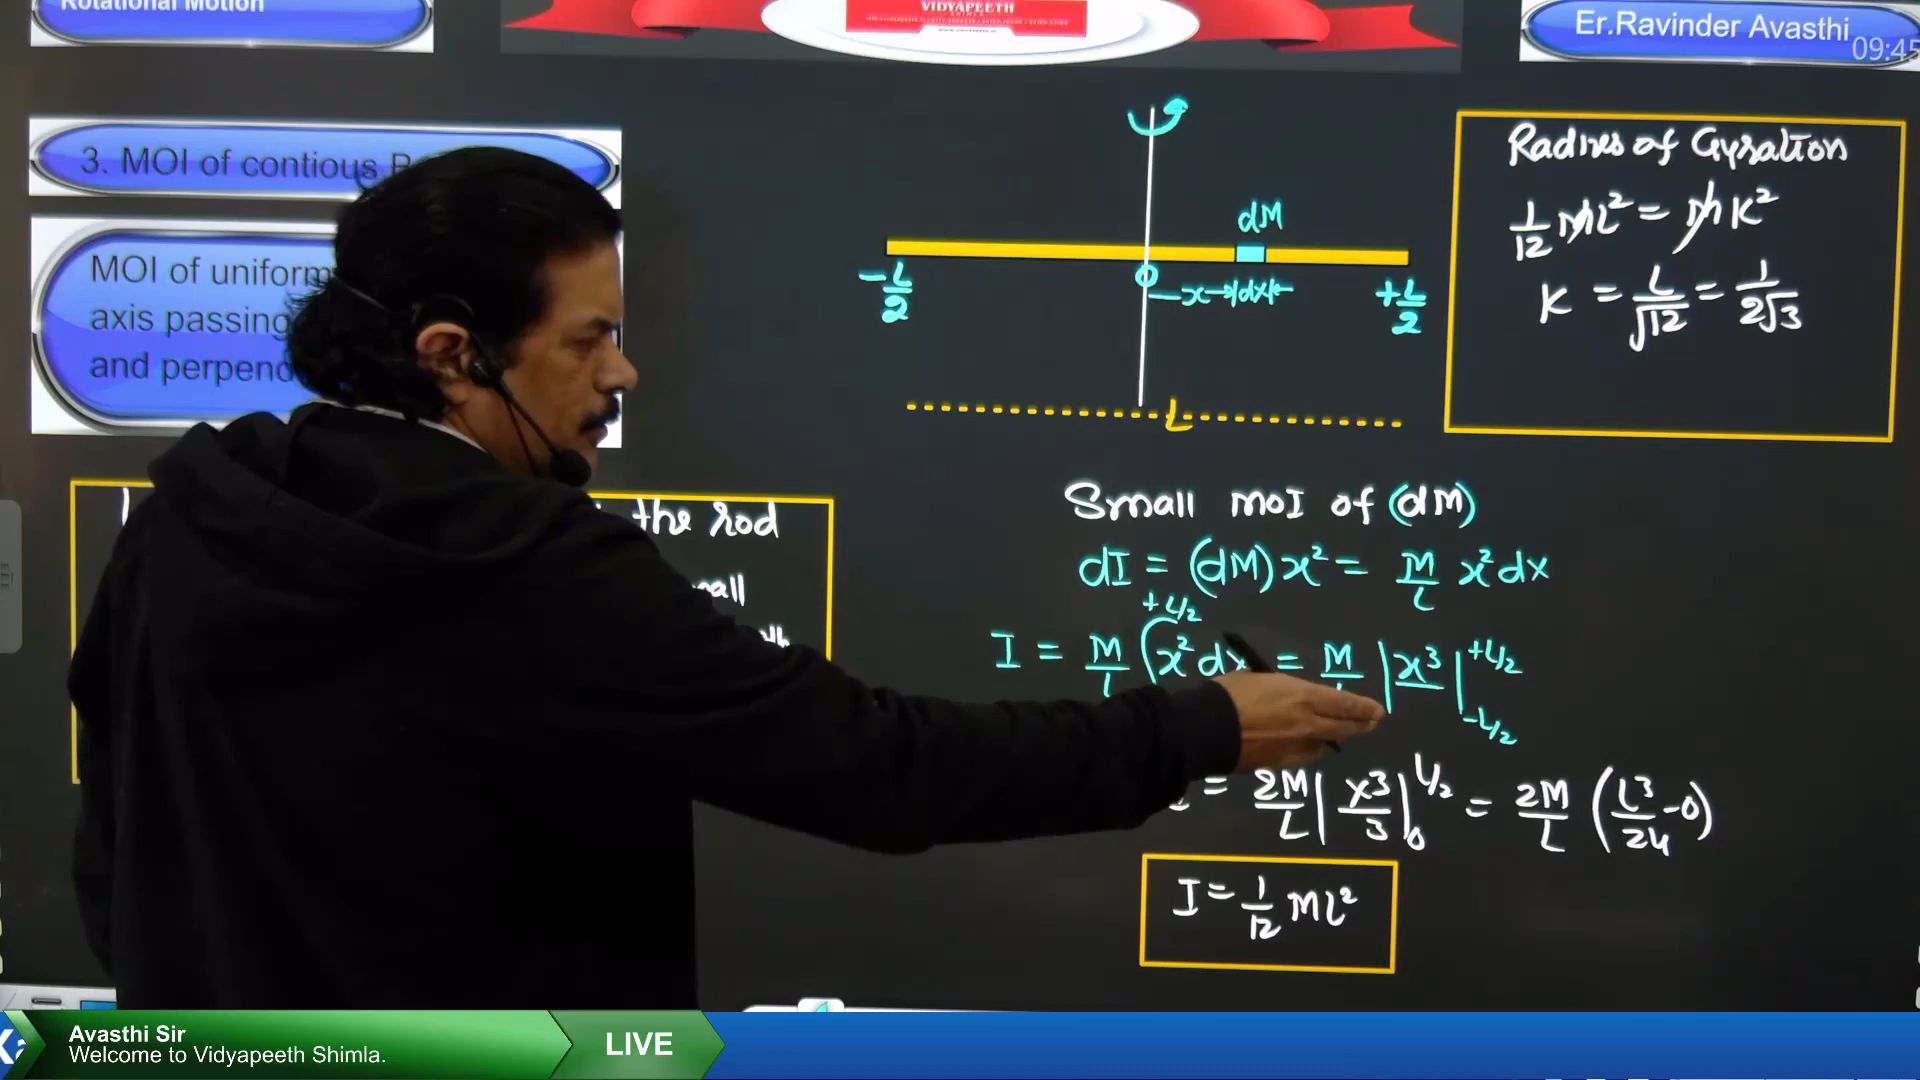 Rotational Motion
VIDYAPEETH
Er.Ravinder Avasthi
09:45
3. MOI of contious
MOI of uniform
axis passing
and perpend
the rod
dM
O
x dx
-L/2
+L/2
L
Radius of Gyration
1/12 ML² = MK²
K = L/√12 = 1/2√3
Small MOI of (dM)
dI = (dM)x² = M/L x²dx
I = M/L ∫ +L/2 x²dx = M/L |x³|+L/2 -L/2
= 2M/L |x³/3| L/2 0 = 2M/L (L³/24 - 0)
I = 1/12 ML²
Avasthi Sir
Welcome to Vidyapeeth Shimla.
LIVE